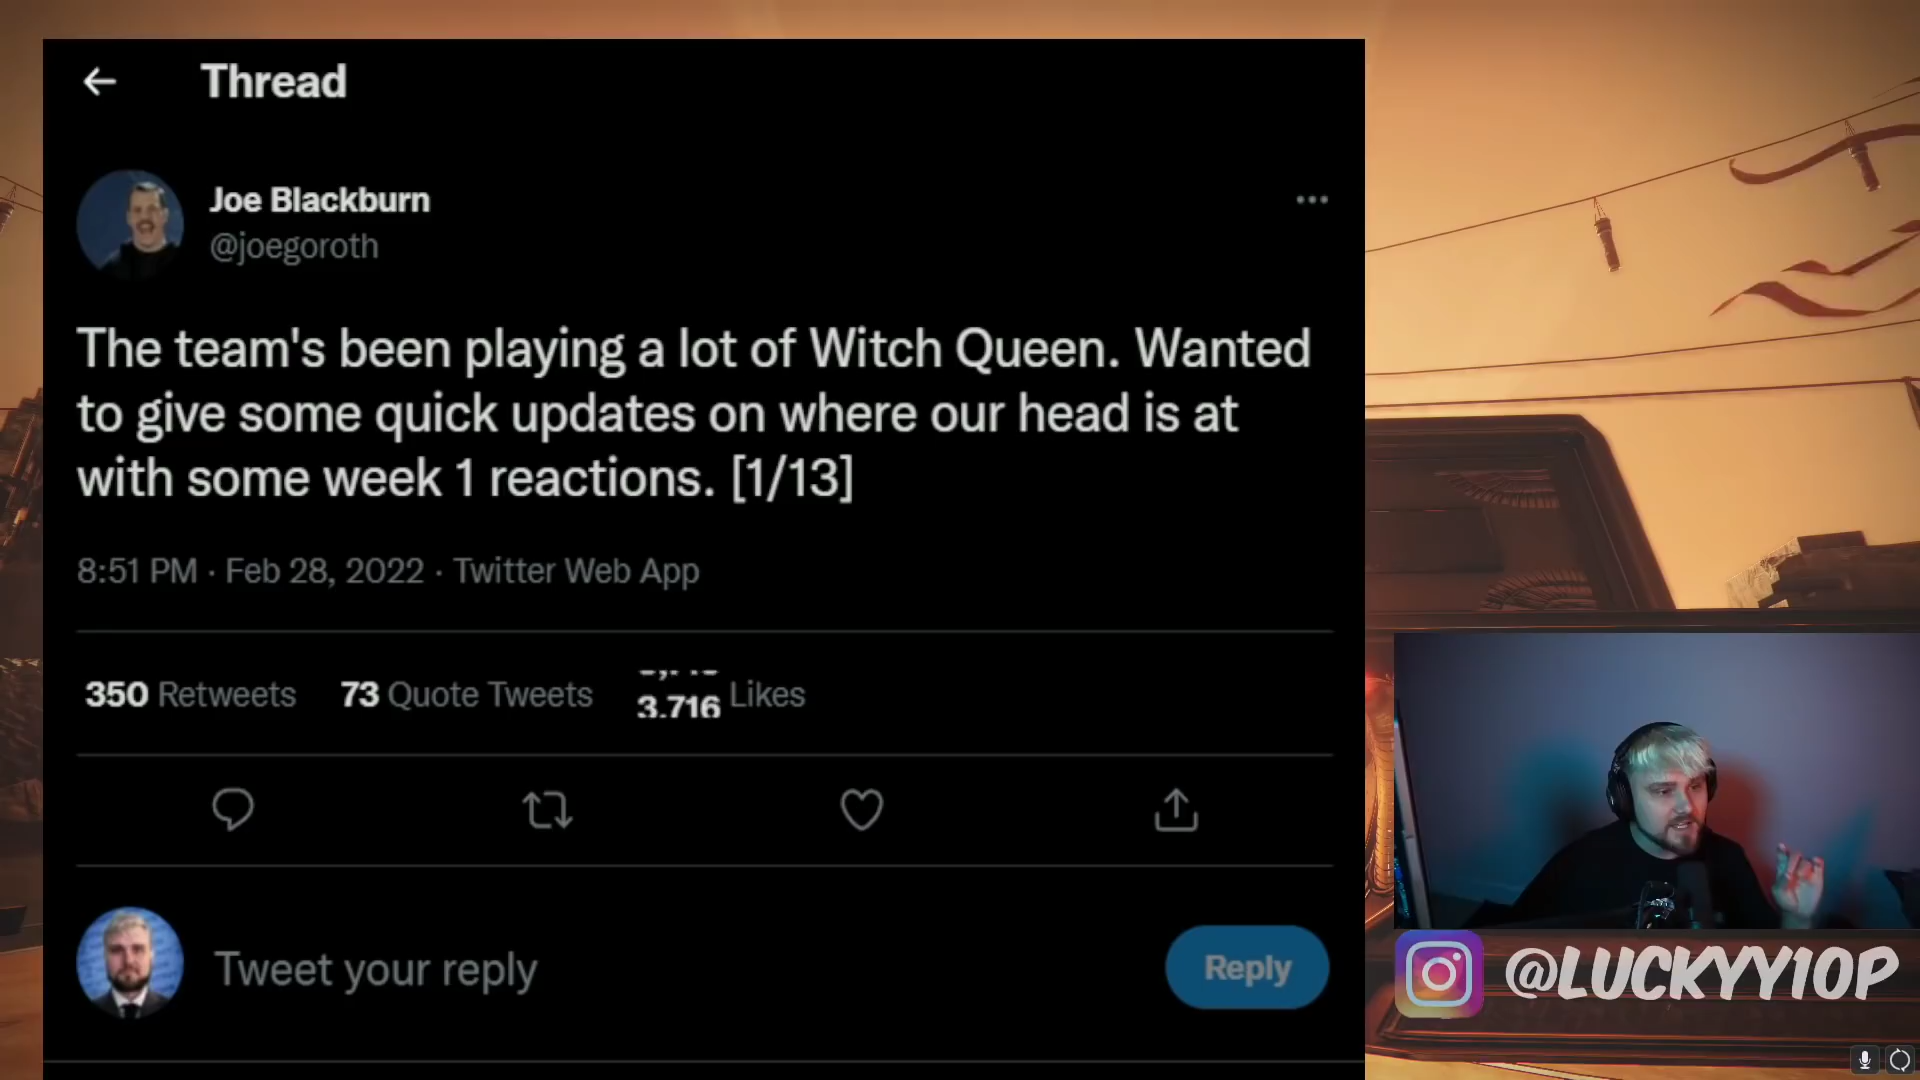 Thread
Joe Blackburn
@joegoroth
The team's been playing a lot of Witch Queen. Wanted
to give some quick updates on where our head is at
with some week 1 reactions. [1/13]
8:51 PM · Feb 28, 2022 · Twitter Web App
350 Retweets 73 Quote Tweets 3,716 Likes
Tweet your reply
Reply
@LUCKYY10P